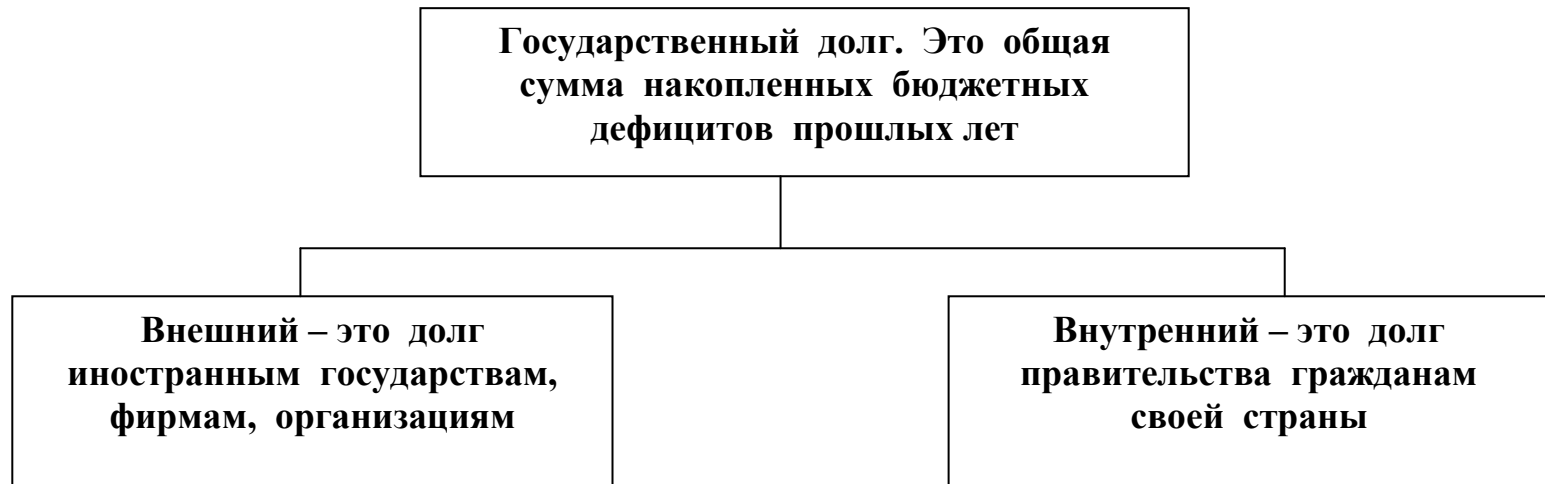 Государственный долг. Это общая
сумма накопленных бюджетных
дефицитов прошлых лет
Внешний – это долг
иностранным государствам,
фирмам, организациям
Внутренний – это долг
правительства гражданам
своей страны